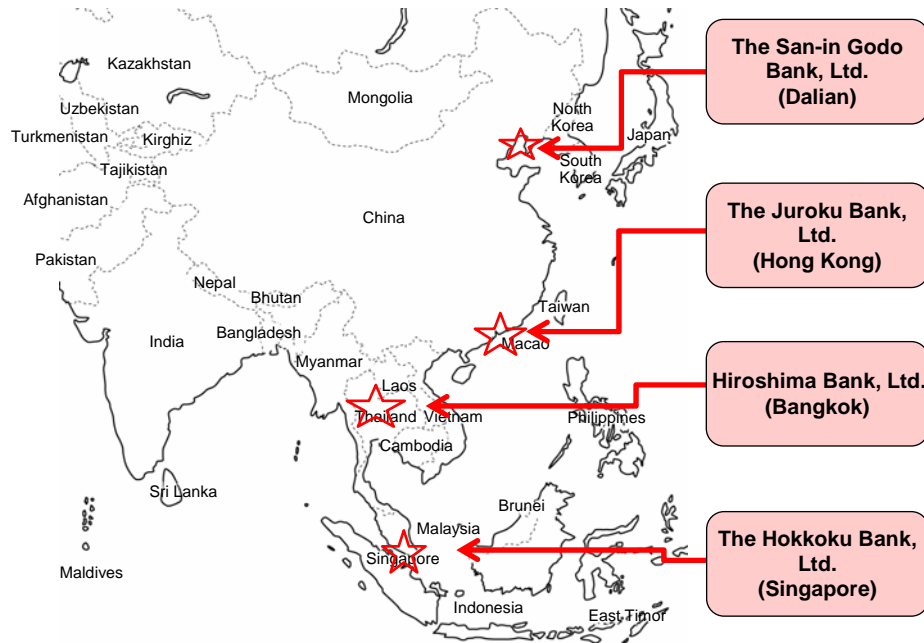 Kazakhstan
Mongolia
Uzbekistan
Turkmenistan
Kirghiz
Tajikistan
Afghanistan
North
Korea
Japan
South
Korea
China
Pakistan
Nepal
Bhutan
Taiwan
India
Bangladesh
Macao
Myanmar
Laos
Thailand
Vietnam
Philippines
Cambodia
Sri Lanka
Brunei
Malaysia
Singapore
Maldives
Indonesia
East Timor
The San-in Godo
Bank, Ltd.
(Dalian)
The Juroku Bank,
Ltd.
(Hong Kong)
Hiroshima Bank, Ltd.
(Bangkok)
The Hokkoku Bank,
Ltd.
(Singapore)